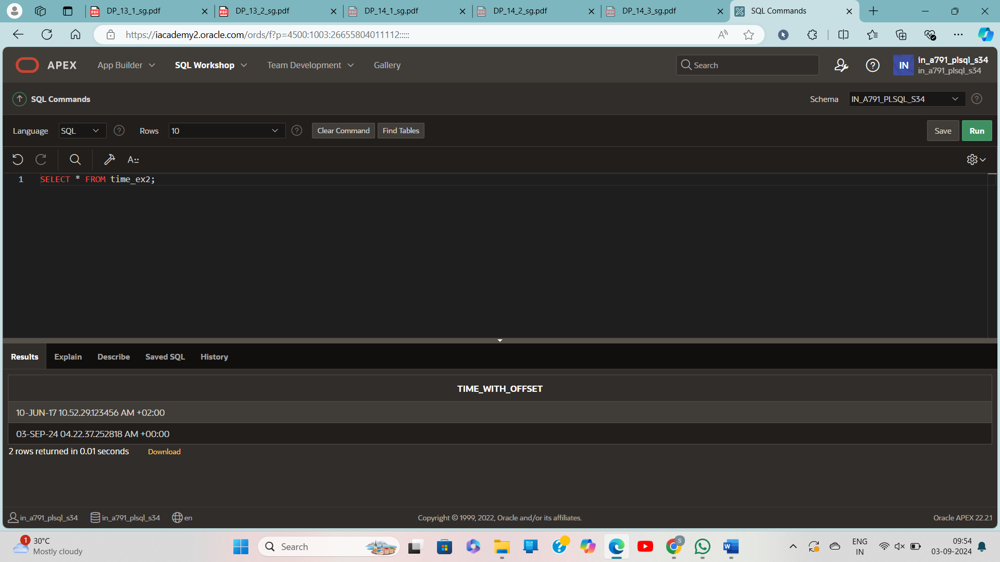 DP_13_1_sg.pdf DP_13_2_sg.pdf DP_14_1_sg.pdf DP_14_2_sg.pdf DP_14_3_sg.pdf SQL Commands
https://iacademy2.oracle.com/ords/f?p=4500:1003:26655804011112:::::
APEX App Builder SQL Workshop Team Development Gallery Search IN in_a791_plsql_s34
in_a791_plsql_s34
SQL Commands Schema IN_A791_PLSQL_S34
Language SQL Rows 10 Clear Command Find Tables Save Run
A::
1 SELECT * FROM time_ex2;
Results Explain Describe Saved SQL History
TIME_WITH_OFFSET
10-JUN-17 10.52.29.123456 AM +02:00
03-SEP-24 04.22.37.252818 AM +00:00
2 rows returned in 0.01 seconds Download
in_a791_plsql_s34 in_a791_plsql_s34 en Copyright © 1999, 2022, Oracle and/or its affiliates. Oracle APEX 22.2.1
1 30°C
Mostly cloudy
Search
S
ENG
IN
09:54
03-09-2024